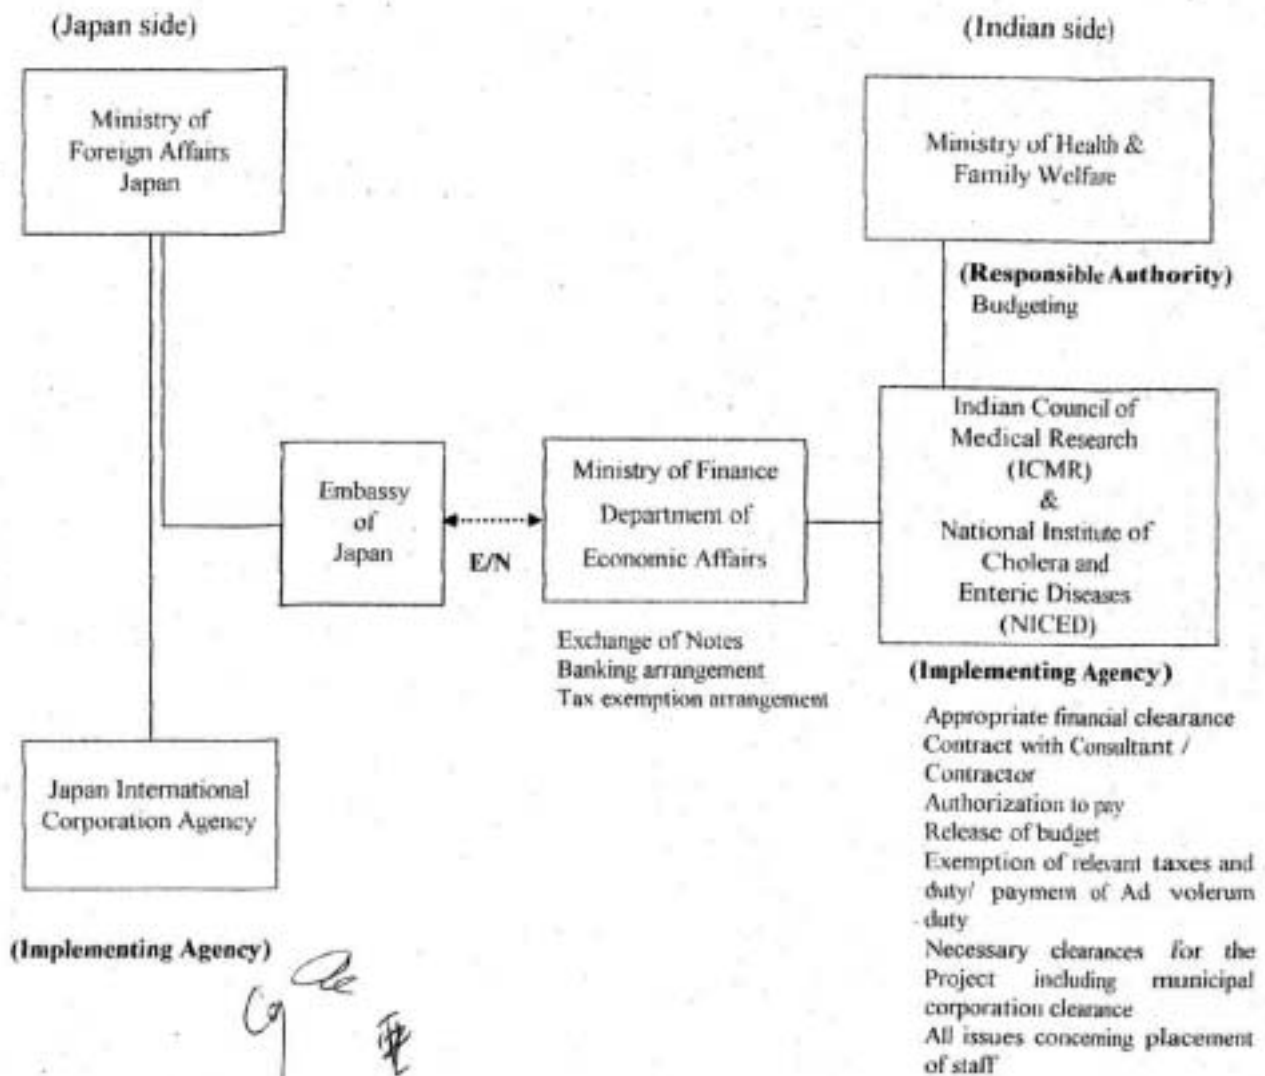 (Japan side)
Ministry of
Foreign Affairs
Japan
Japan International
Corporation Agency
(Implementing Agency)
Embassy
of
Japan
E/N
Ministry of Finance
Department of
Economic Affairs
Exchange of Notes
Banking arrangement
Tax exemption arrangement
(Indian side)
Ministry of Health &
Family Welfare
(Responsible Authority)
Budgeting
Indian Council of
Medical Research
(ICMR)
&
National Institute of
Cholera and
Enteric Diseases
(NICED)
(Implementing Agency)
Appropriate financial clearance
Contract with Consultant /
Contractor
Authorization to pay
Release of budget
Exemption of relevant taxes and
duty/ payment of Ad volerum
duty
Necessary clearances for the
Project including municipal
corporation clearance
All issues concerning placement
of staff